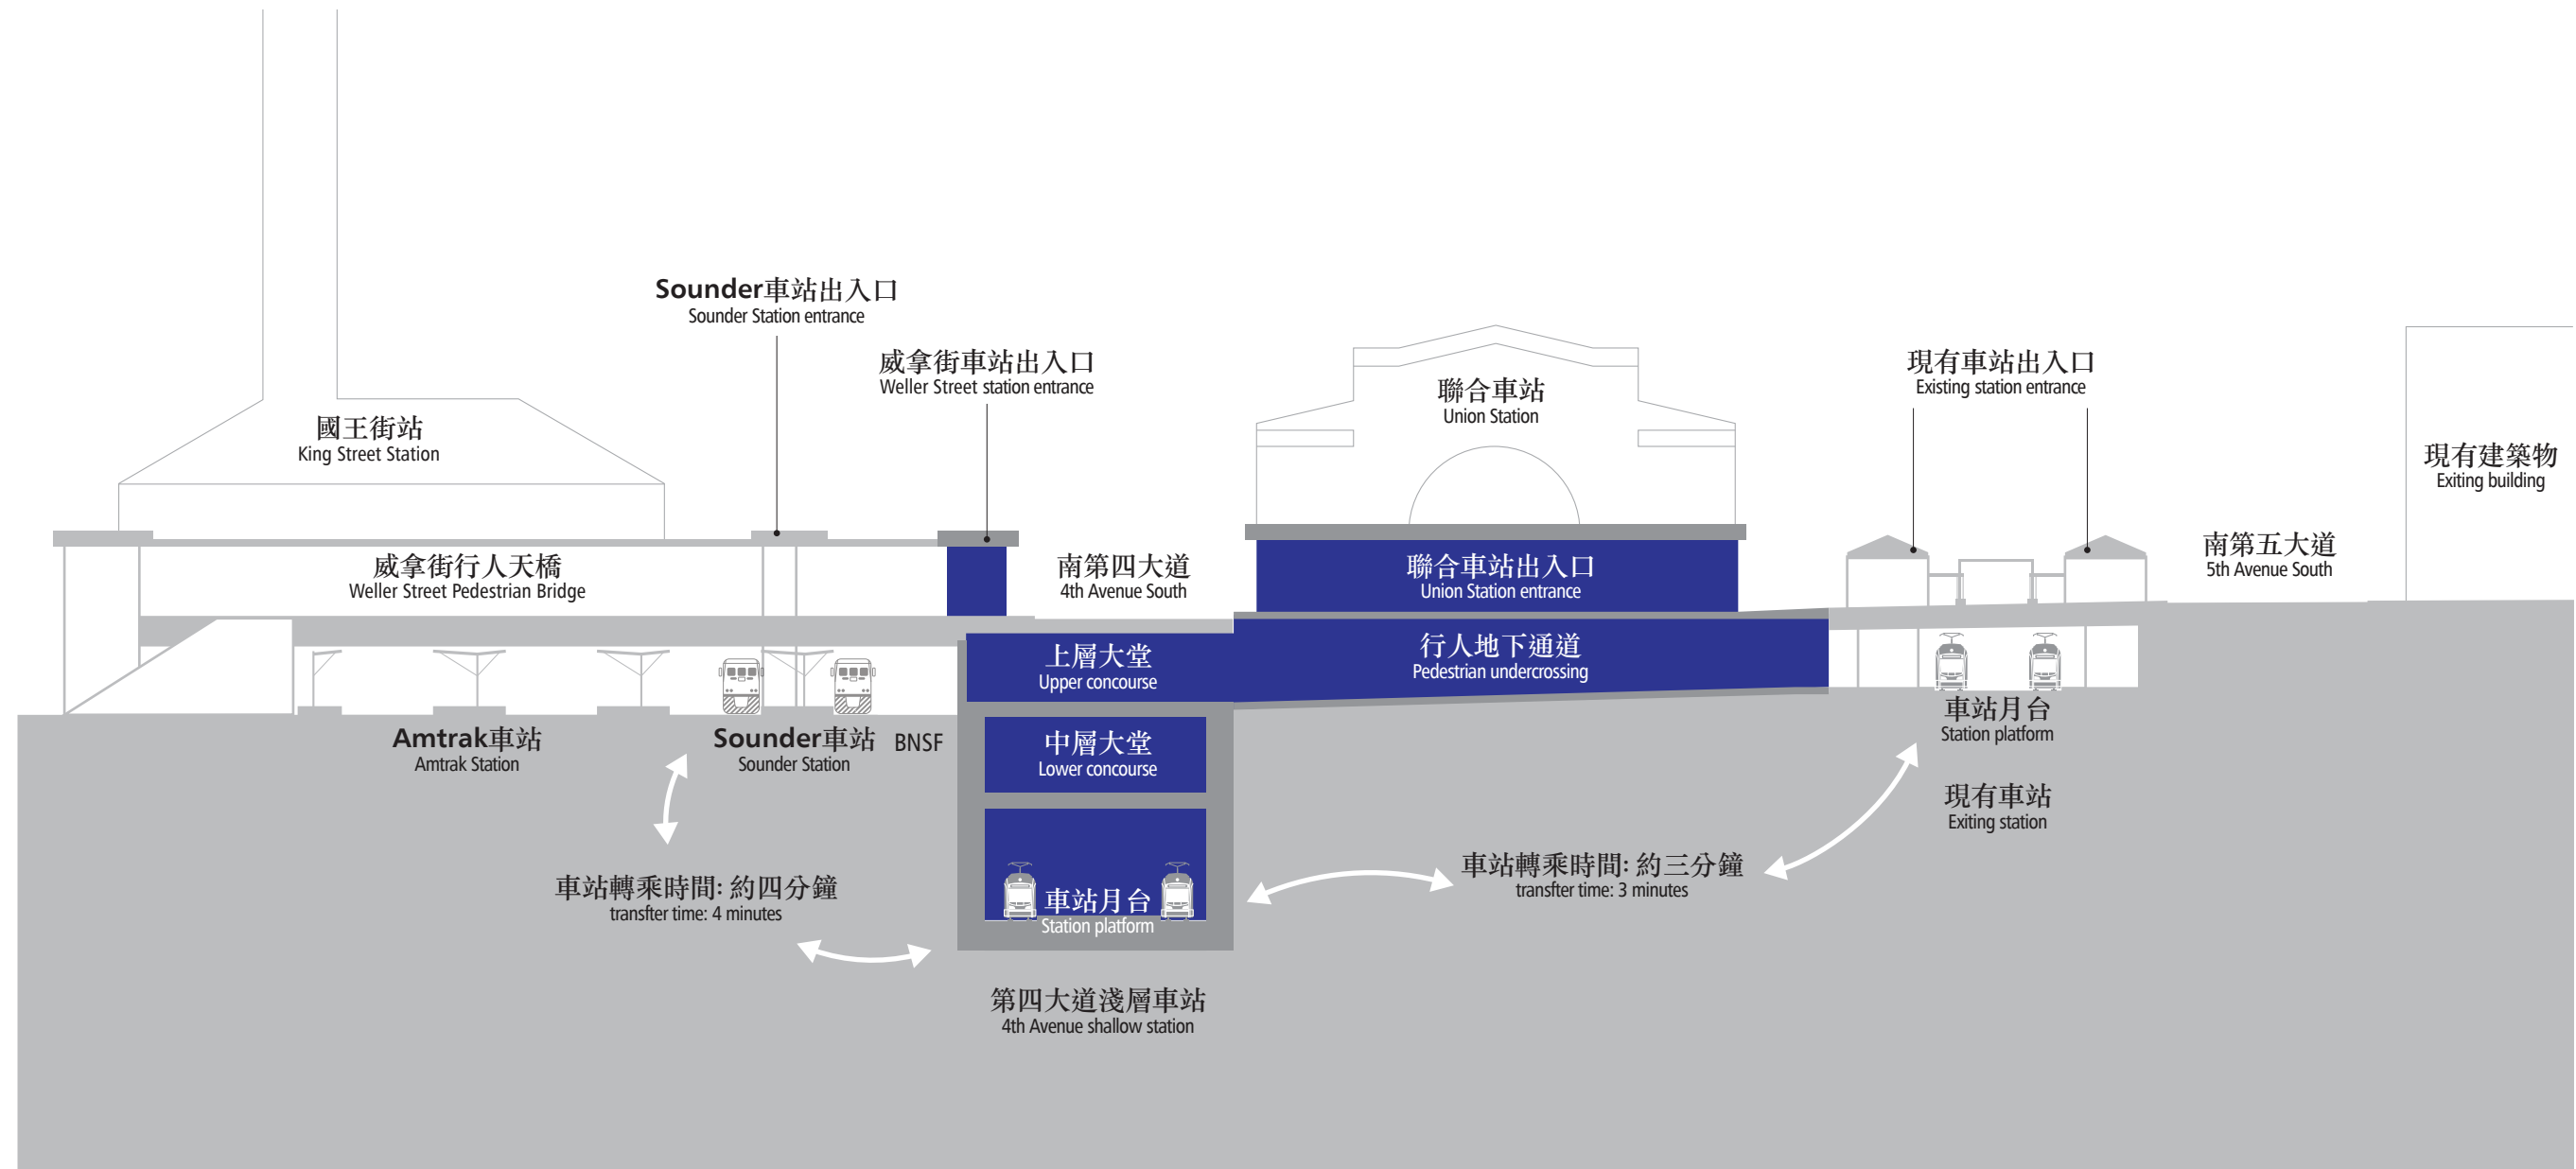 Sounder車站出入口
Sounder Station entrance
威拿街車站出入口
Weller Street station entrance
國王街站
King Street Station
聯合車站
Union Station
現有車站出入口
Existing station entrance
現有建築物
Exiting building
威拿街行人天橋
Weller Street Pedestrian Bridge
南第四大道
4th Avenue South
聯合車站出入口
Union Station entrance
南第五大道
5th Avenue South
上層大堂
Upper concourse
行人地下通道
Pedestrian undercrossing
Amtrak車站
Amtrak Station
Sounder車站
Sounder Station
BNSF
中層大堂
Lower concourse
車站月台
Station platform
現有車站
Exiting station
車站轉乘時間: 約四分鐘
transfter time: 4 minutes
車站月台
Station platform
車站轉乘時間: 約三分鐘
transfter time: 3 minutes
第四大道淺層車站
4th Avenue shallow station